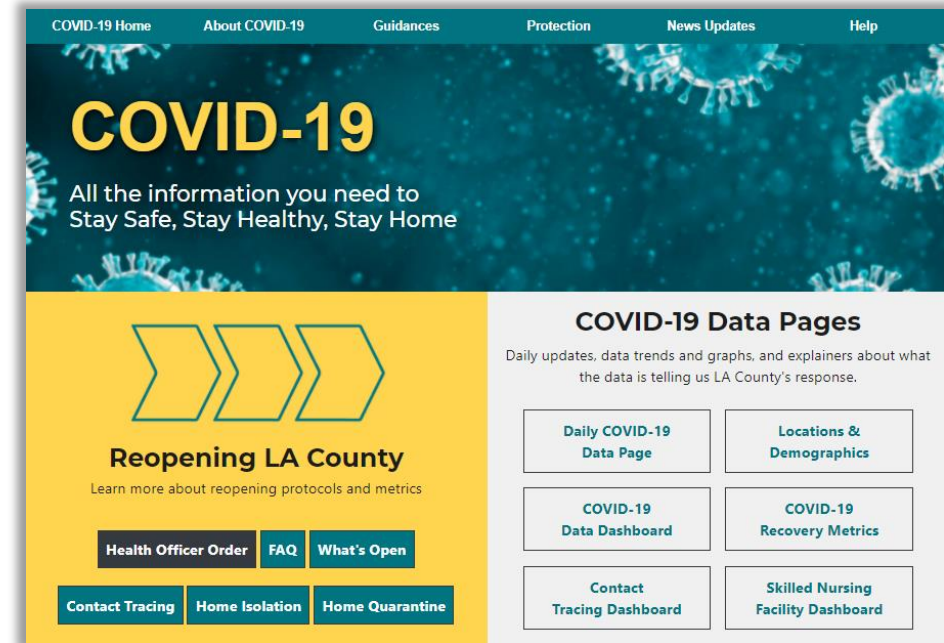 COVID-19 Home About COVID-19 Guidances Protection News Updates Help
COVID-19
All the information you need to
Stay Safe, Stay Healthy, Stay Home
Reopening LA County
Learn more about reopening protocols and metrics
Health Officer Order FAQ What's Open
Contact Tracing Home Isolation Home Quarantine
COVID-19 Data Pages
Daily updates, data trends and graphs, and explainers about what
the data is telling us LA County's response.
Daily COVID-19
Data Page
Locations &
Demographics
COVID-19
Data Dashboard
COVID-19
Recovery Metrics
Contact
Tracing Dashboard
Skilled Nursing
Facility Dashboard